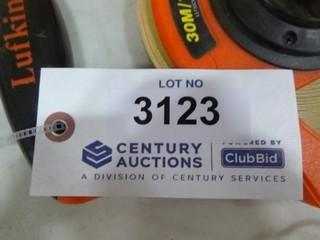 Lufkin
30M/
LOT NO
3123
CENTURY
AUCTIONS
POWERED BY
ClubBid
A DIVISION OF CENTURY SERVICES